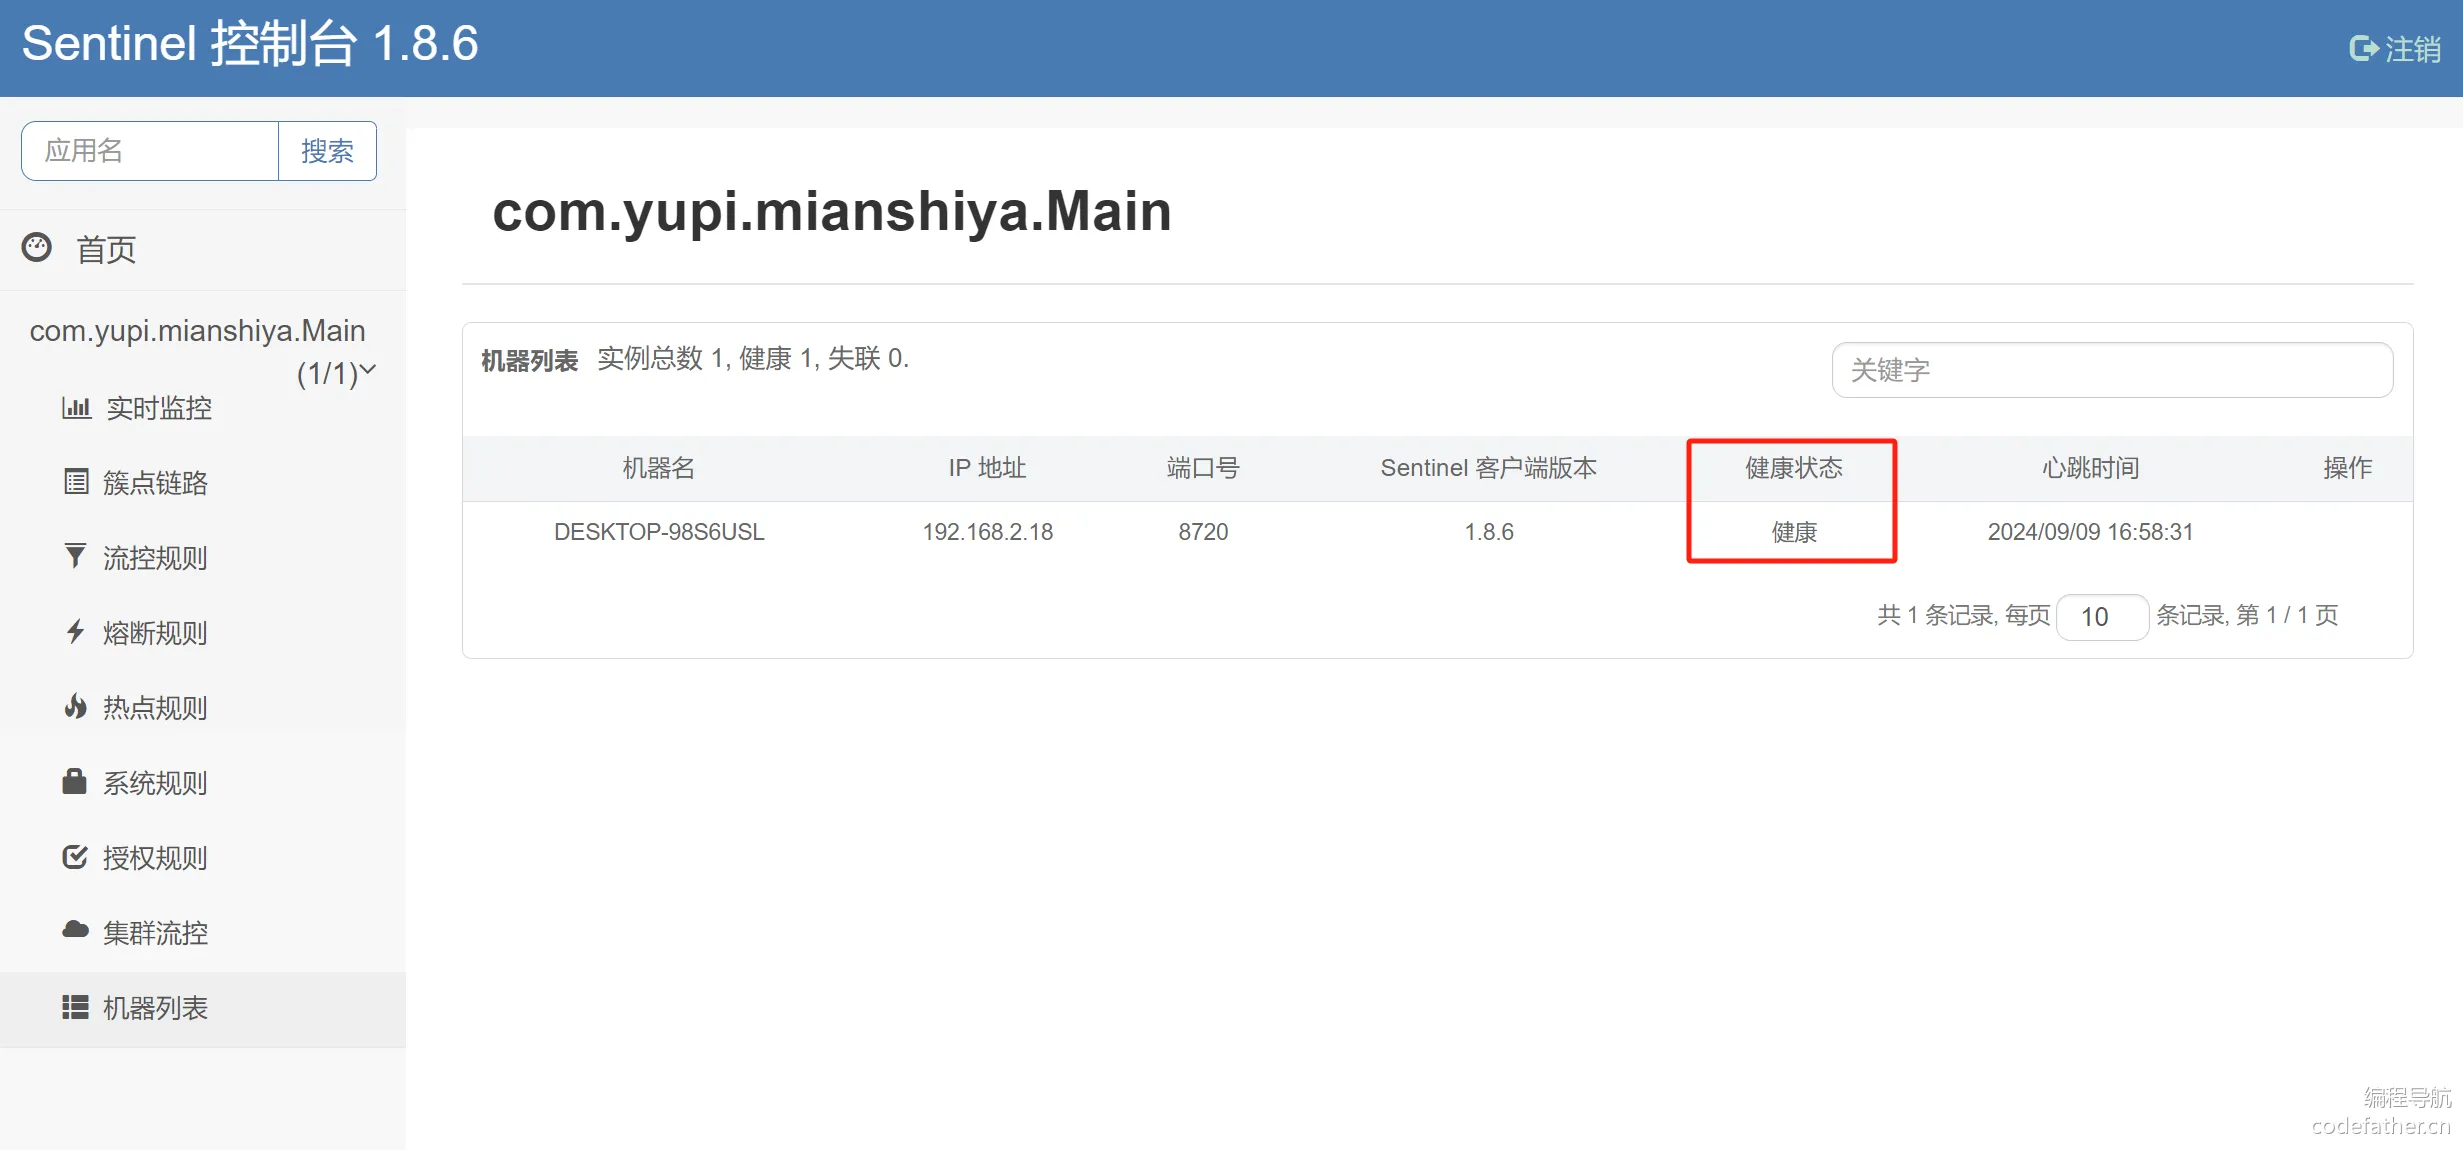 Sentinel 控制台 1.8.6
注销
应用名
搜索
首页
com.yupi.mianshiya.Main
(1/1)
实时监控
簇点链路
流控规则
熔断规则
热点规则
系统规则
授权规则
集群流控
机器列表
com.yupi.mianshiya.Main
机器列表 实例总数 1, 健康 1, 失联 0.
关键字
机器名 IP 地址 端口号 Sentinel 客户端版本 健康状态 心跳时间 操作
DESKTOP-98S6USL 192.168.2.18 8720 1.8.6 健康 2024/09/09 16:58:31
共 1 条记录, 每页 10 条记录, 第 1 / 1 页
编程导航
codefather.cn